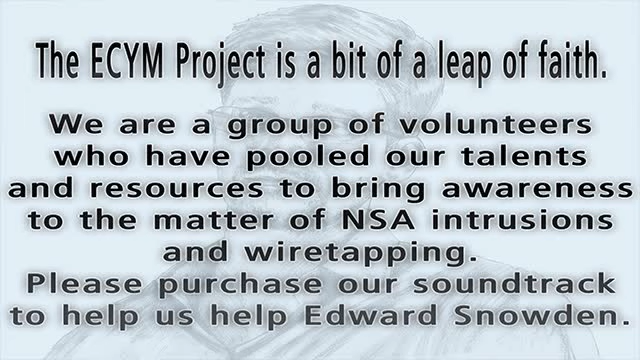 The ECYM Project is a bit of a leap of faith.
We are a group of volunteers
who have pooled our talents
and resources to bring awareness
to the matter of NSA intrusions
and wiretapping.
Please purchase our soundtrack
to help us help Edward Snowden.